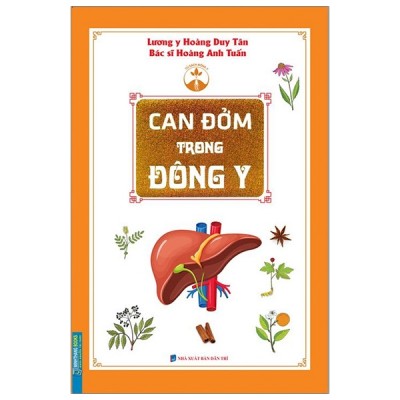 Lương y Hoàng Duy Tân
Bác sĩ Hoàng Anh Tuấn
CAN ĐỞM
TRONG
ĐÔNG Y
NHÀ XUẤT BẢN DÂN TRÍ